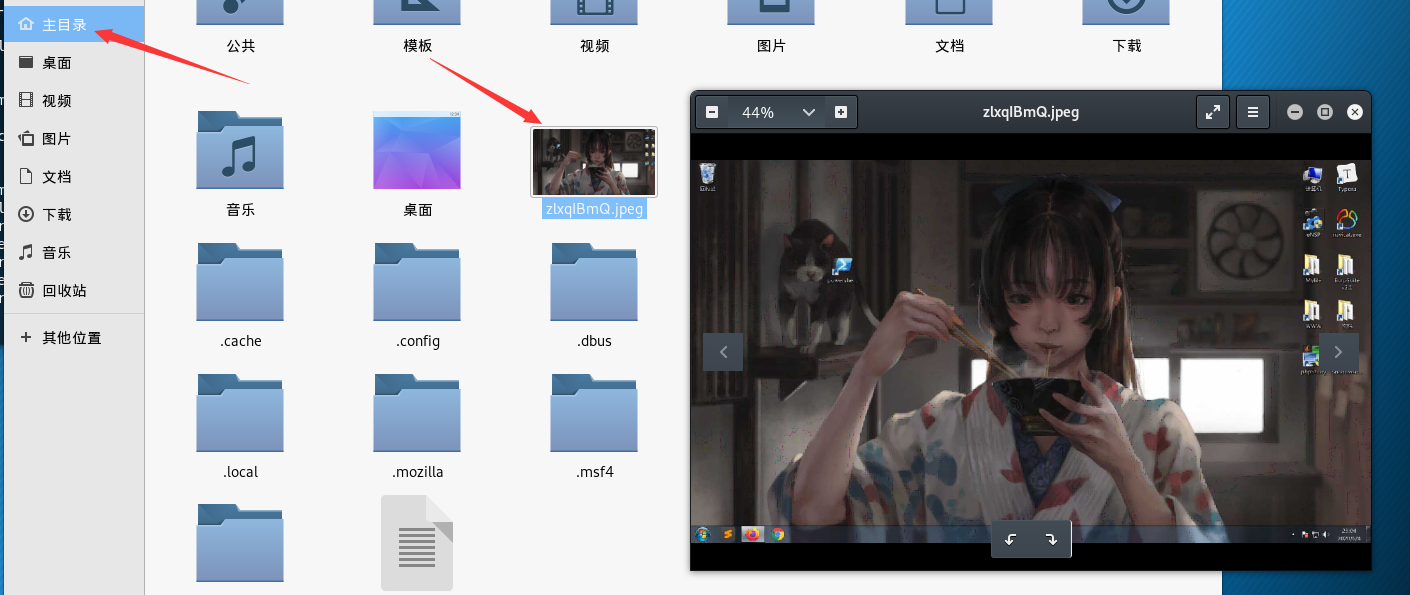 主目录
桌面
视频
图片
文档
下载
音乐
回收站
其他位置
公共
模板
视频
图片
文档
下载
音乐
桌面
zlxqIBmQ.jpeg
.cache
.config
.dbus
.local
.mozilla
.msf4
44%
zlxqIBmQ.jpeg
eNSP